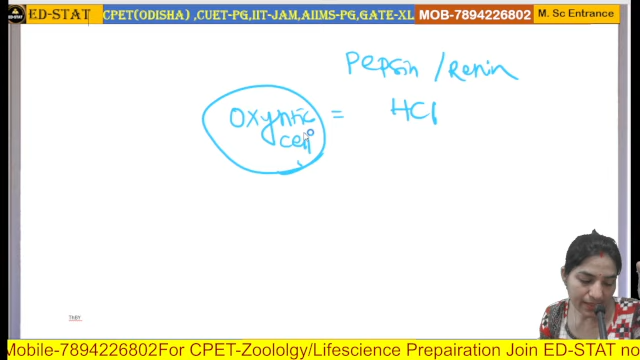 ED-STAT CPET(ODISHA) ,CUET-PG,IIT-JAM,AIIMS-PG,GATE-XL MOB-7894226802 M. Sc Entrance
Pepsin / Renin
Oxyntic = HCl
cell
Mobile-7894226802For CPET-Zoololgy/Lifescience Prepairation Join ED-STAT no